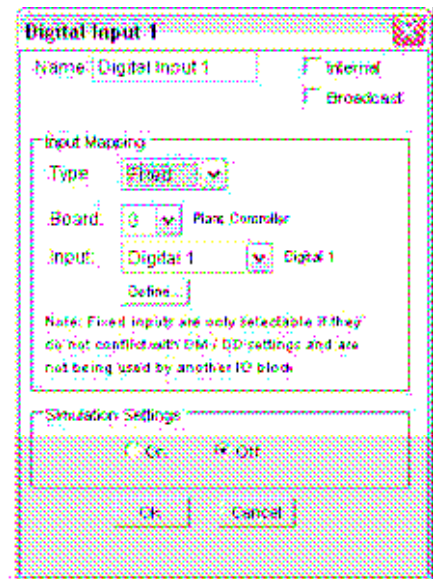 Digital Input 1
Name: Digital Input 1
Internal
Broadcast
Input Mapping
Type: Fixed
Board: 0 Plant Controller
Input: Digital 1 Digital 1
Define...
Note: Fixed inputs are only selectable if they
do not conflict with DM / DD settings and are
not being used by another IO block
Simulation Settings
On Off
Ok Cancel